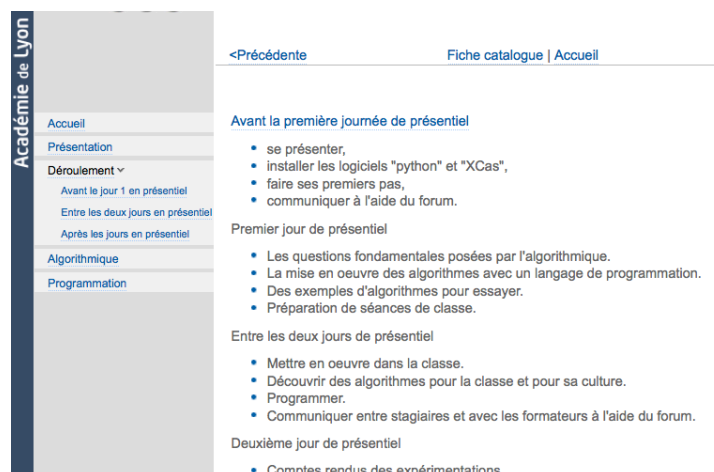 Académie de Lyon
<Précédente
Fiche catalogue | Accueil
Accueil
Présentation
Déroulement
Avant le jour 1 en présentiel
Entre les deux jours en présentiel
Après les jours en présentiel
Algorithmique
Programmation
Avant la première journée de présentiel
• se présenter,
• installer les logiciels "python" et "XCas",
• faire ses premiers pas,
• communiquer à l'aide du forum.
Premier jour de présentiel
• Les questions fondamentales posées par l'algorithmique.
• La mise en oeuvre des algorithmes avec un langage de programmation.
• Des exemples d'algorithmes pour essayer.
• Préparation de séances de classe.
Entre les deux jours de présentiel
• Mettre en oeuvre dans la classe.
• Découvrir des algorithmes pour la classe et pour sa culture.
• Programmer.
• Communiquer entre stagiaires et avec les formateurs à l'aide du forum.
Deuxième jour de présentiel
• Comptes rendus des expérimentations